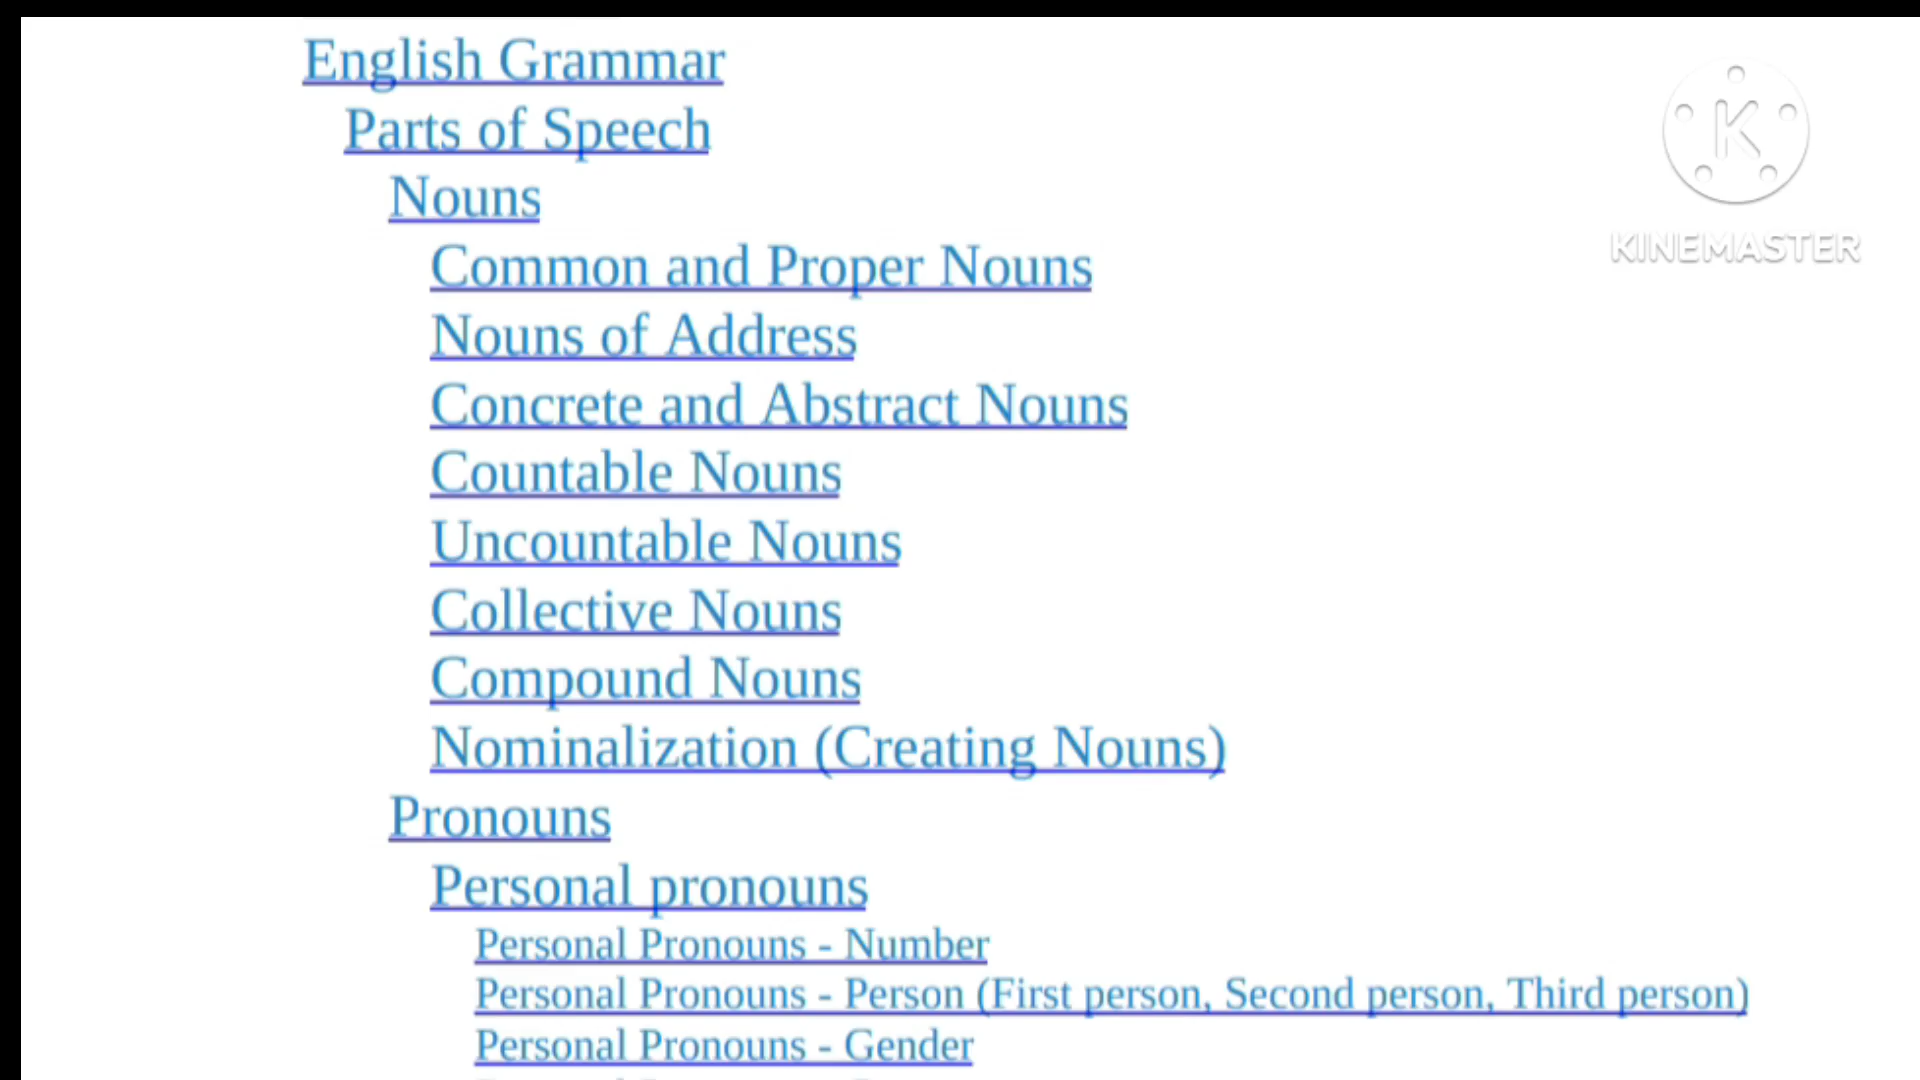 English Grammar
Parts of Speech
Nouns
Common and Proper Nouns
Nouns of Address
Concrete and Abstract Nouns
Countable Nouns
Uncountable Nouns
Collective Nouns
Compound Nouns
Nominalization (Creating Nouns)
Pronouns
Personal pronouns
Personal Pronouns - Number
Personal Pronouns - Person (First person, Second person, Third person)
Personal Pronouns - Gender
K
KINEMASTER